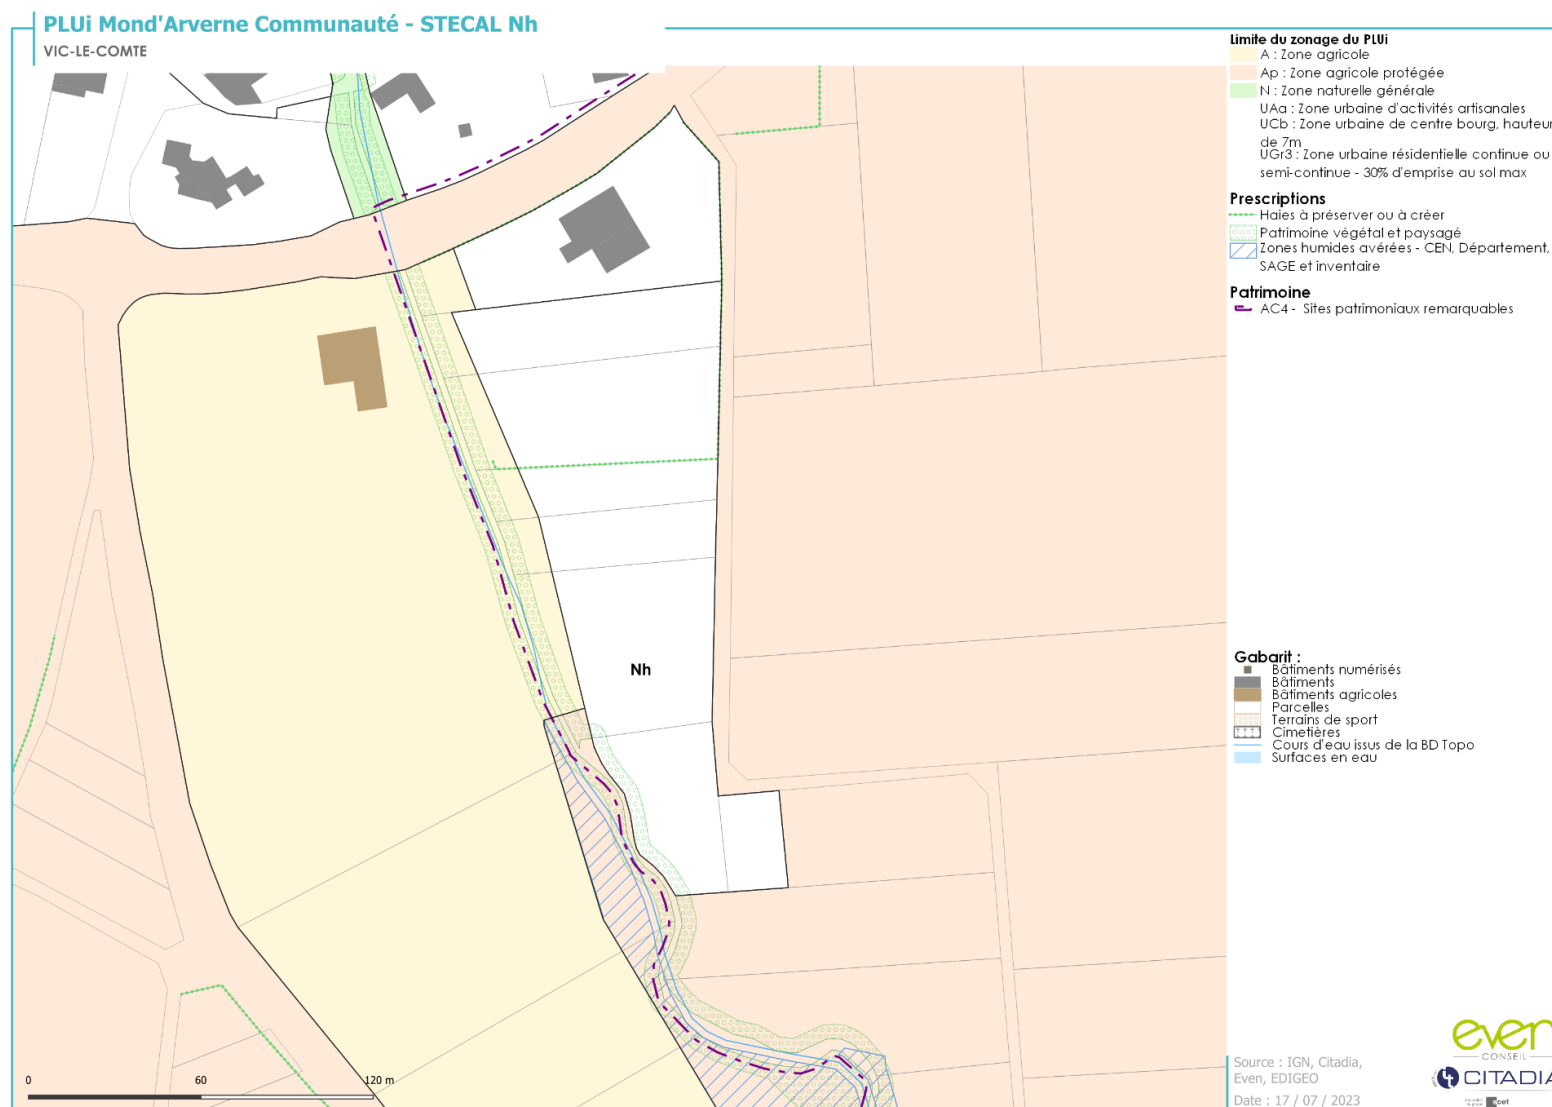 PLUi Mond'Arverne Communauté - STECAL Nh
VIC-LE-COMTE
Limite du zonage du PLUi
A : Zone agricole
Ap : Zone agricole protégée
N : Zone naturelle générale
UAa : Zone urbaine d'activités artisanales
UCb : Zone urbaine de centre bourg, hauteur
de 7m
UGr3 : Zone urbaine résidentielle continue ou
semi-continue - 30% d'emprise au sol max
Prescriptions
Haies à préserver ou à créer
Patrimoine végétal et paysagé
Zones humides avérées - CEN, Département,
SAGE et inventaire
Patrimoine
AC4 - Sites patrimoniaux remarquables
Nh
Gabarit :
Bâtiments numérisés
Bâtiments
Bâtiments agricoles
Parcelles
Terrains de sport
Cimetières
Cours d'eau issus de la BD Topo
Surfaces en eau
0 60 120 m
Source : IGN, Citadia,
Even, EDIGEO
Date : 17 / 07 / 2023
even
CONSEIL
CITADIA